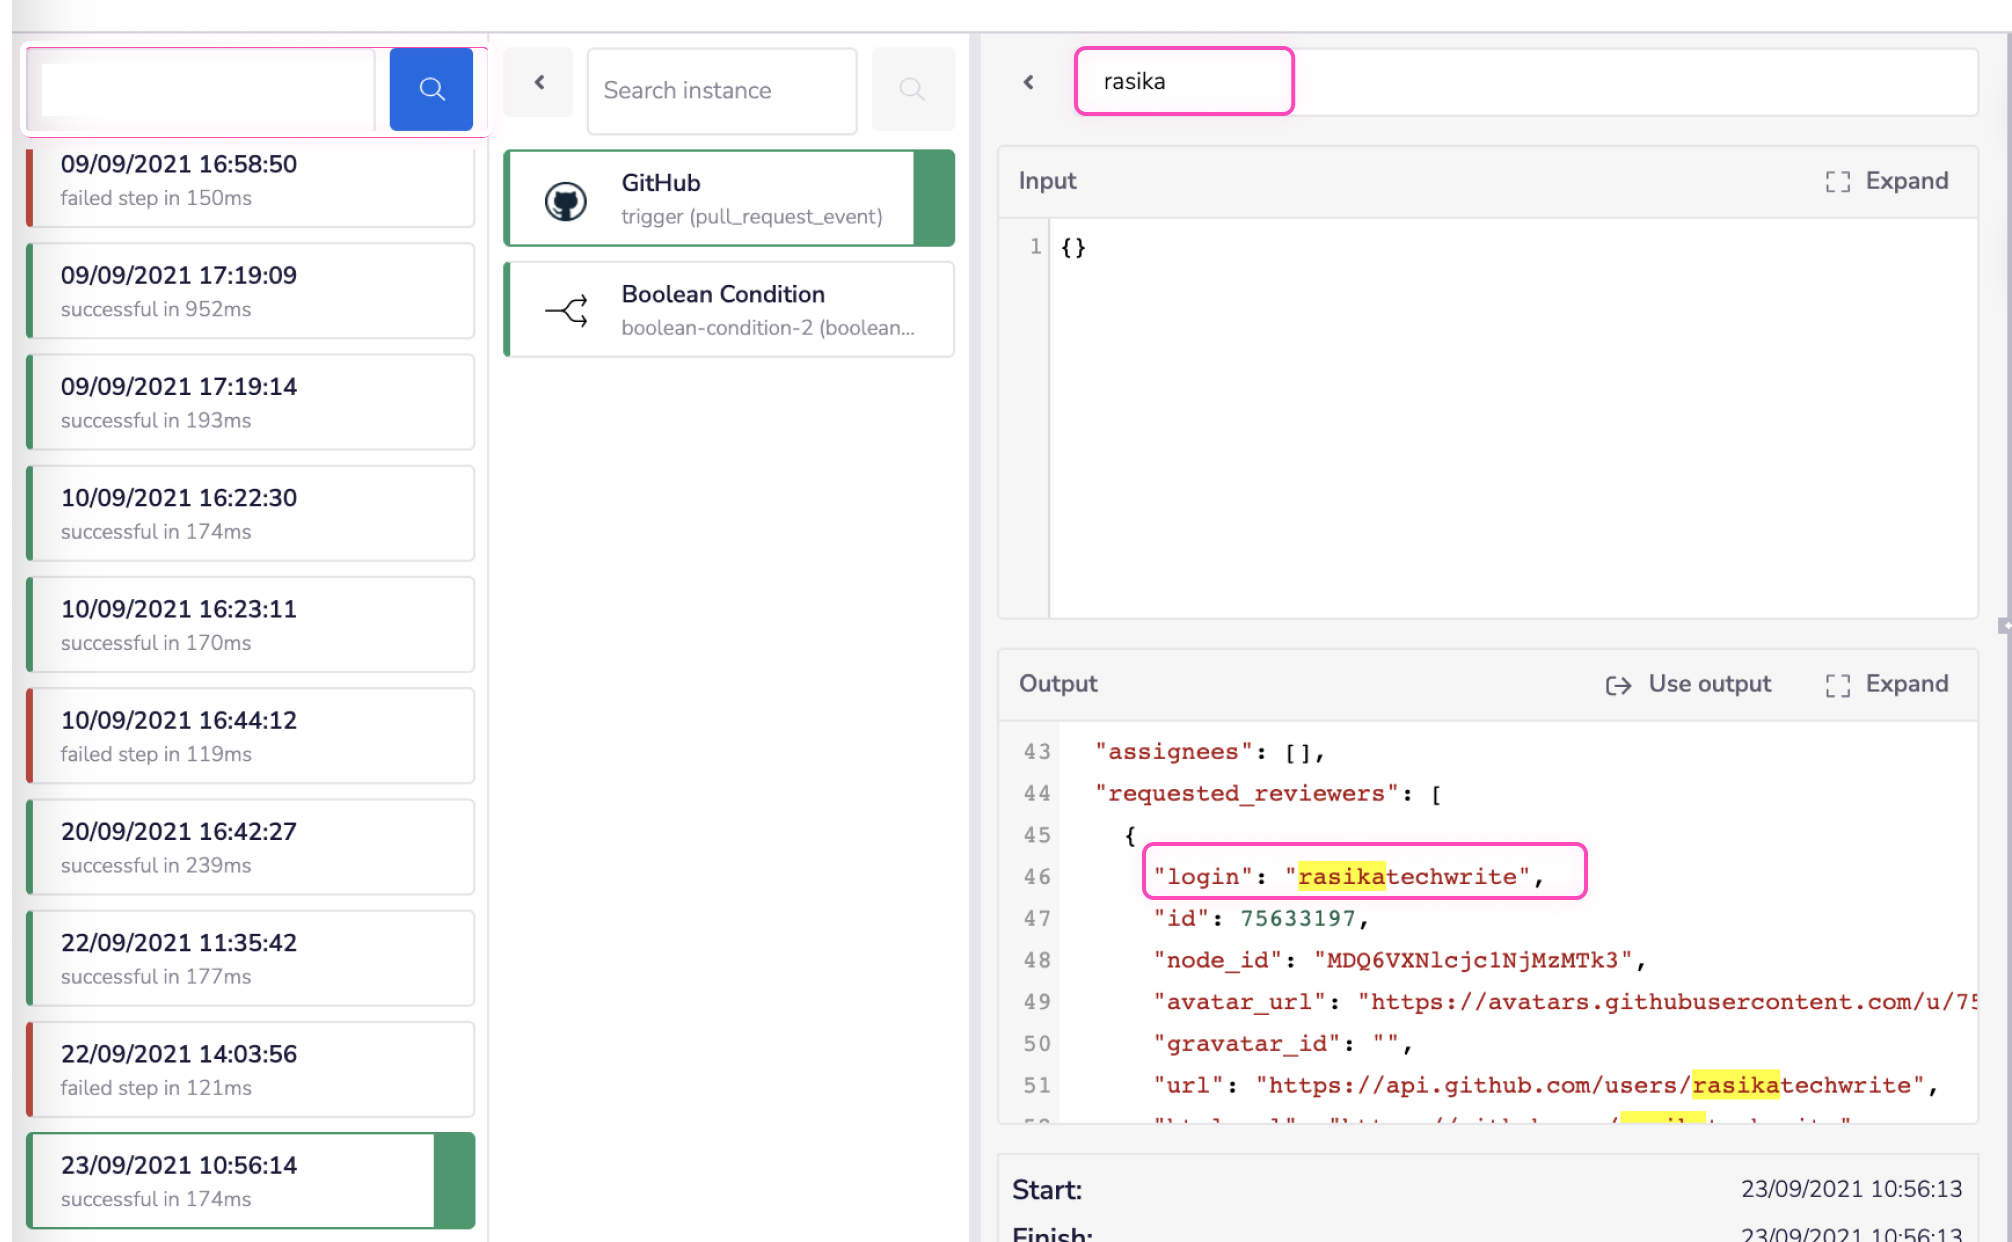 09/09/2021 16:58:50
failed step in 150ms
09/09/2021 17:19:09
successful in 952ms
09/09/2021 17:19:14
successful in 193ms
10/09/2021 16:22:30
successful in 174ms
10/09/2021 16:23:11
successful in 170ms
10/09/2021 16:44:12
failed step in 119ms
20/09/2021 16:42:27
successful in 239ms
22/09/2021 11:35:42
successful in 177ms
22/09/2021 14:03:56
failed step in 121ms
23/09/2021 10:56:14
successful in 174ms
Search instance
GitHub
trigger (pull_request_event)
Boolean Condition
boolean-condition-2 (boolean...
rasika
Input
Expand
1 {}
Output
Use output
Expand
43 "assignees": [],
44 "requested_reviewers": [
45 {
46 "login": "rasikatechwrite",
47 "id": 75633197,
48 "node_id": "MDQ6VXNlcjc1NjMzMTk3",
49 "avatar_url": "https://avatars.githubusercontent.com/u/75
50 "gravatar_id": "",
51 "url": "https://api.github.com/users/rasikatechwrite",
Start: 23/09/2021 10:56:13
Finish: 23/09/2021 10:56:13